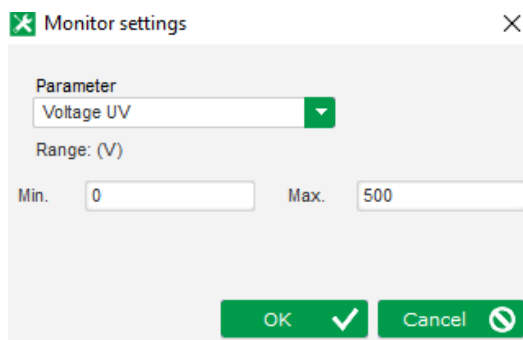 Monitor settings
Parameter
Voltage UV
Range: (V)
Min. 0 Max. 500
OK Cancel